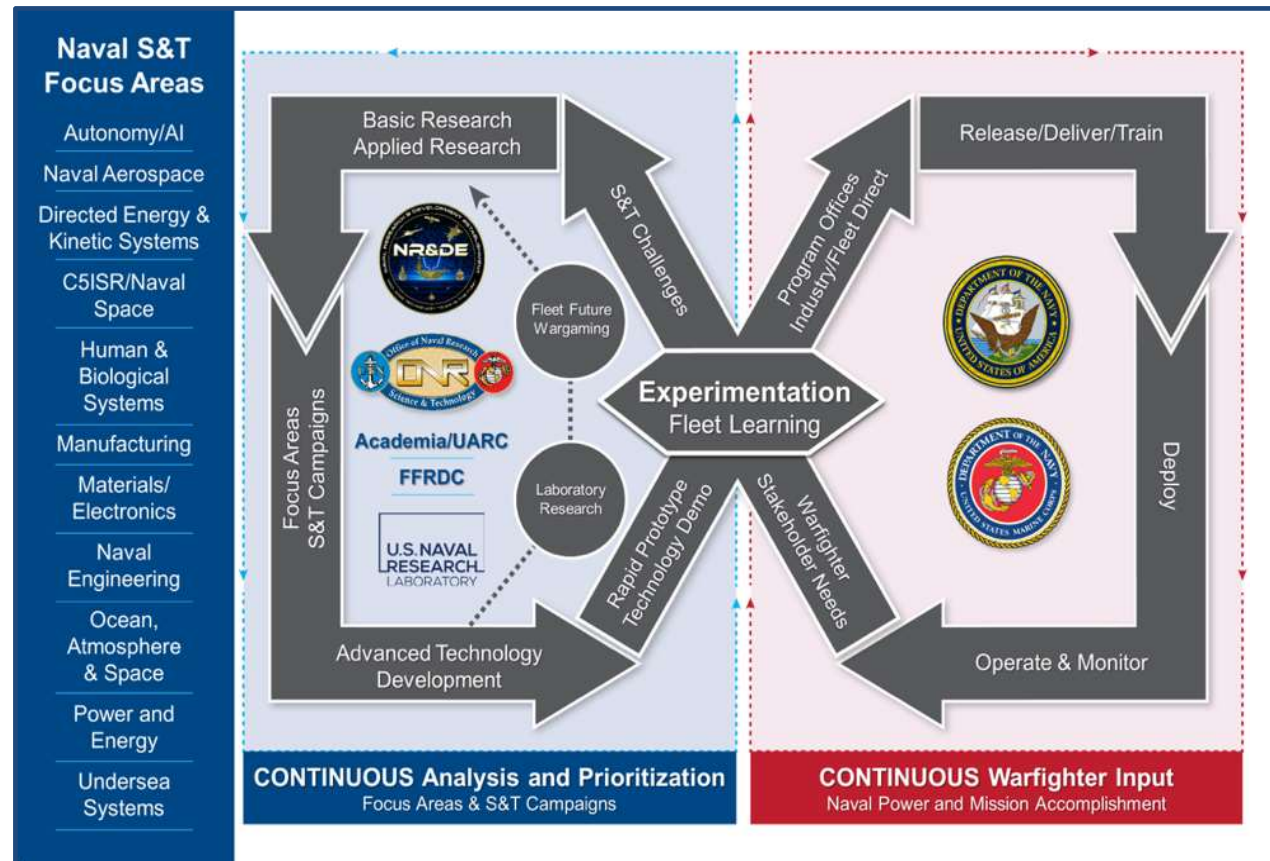 Naval S&T
Focus Areas
Autonomy/AI
Naval Aerospace
Directed Energy &
Kinetic Systems
C5ISR/Naval
Space
Human &
Biological
Systems
Manufacturing
Materials/
Electronics
Naval
Engineering
Ocean,
Atmosphere
& Space
Power and
Energy
Undersea
Systems
Basic Research
Applied Research
S&T Challenges
Focus Areas
S&T Campaigns
NR&DE
Fleet Future
Wargaming
Office of Naval Research
ONR
Science & Technology
Academia/UARC
FFRDC
Laboratory
Research
U.S. NAVAL
RESEARCH
LABORATORY
Advanced Technology
Development
Rapid Prototype
Technology Demo
Experimentation
Fleet Learning
Program Offices
Industry/Fleet Direct
Release/Deliver/Train
DEPARTMENT OF THE NAVY
UNITED STATES OF AMERICA
DEPARTMENT OF THE NAVY
UNITED STATES MARINE CORPS
Deploy
Warfighter
Stakeholder Needs
Operate & Monitor
CONTINUOUS Analysis and Prioritization
Focus Areas & S&T Campaigns
CONTINUOUS Warfighter Input
Naval Power and Mission Accomplishment